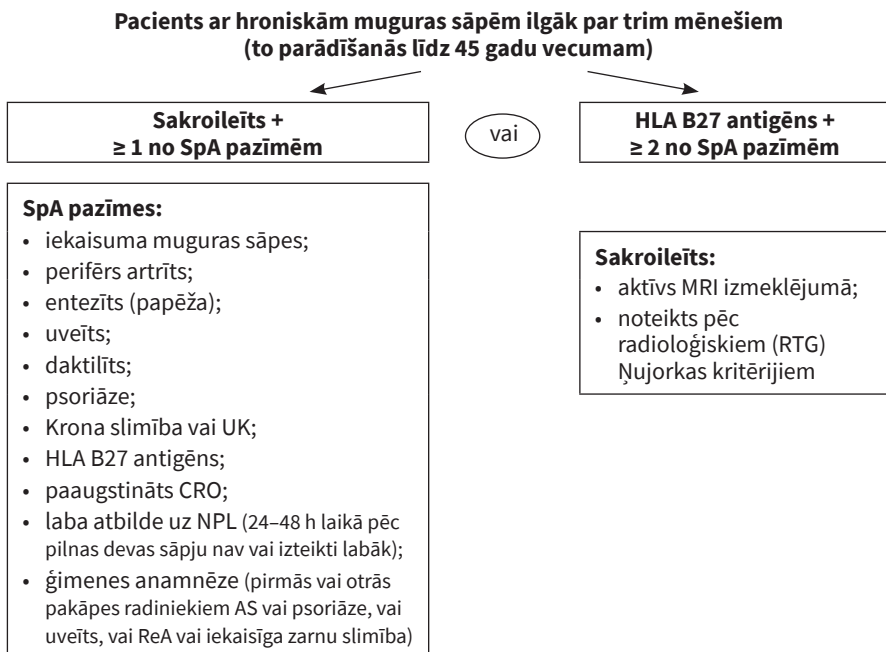 Pacients ar hroniskām muguras sāpēm ilgāk par trim mēnešiem
(to parādīšanās līdz 45 gadu vecumam)
Sakroileīts +
≥ 1 no SpA pazīmēm
vai
HLA B27 antigēns +
≥ 2 no SpA pazīmēm
SpA pazīmes:
• iekaisuma muguras sāpes;
• perifērs artrīts;
• entezīts (papēža);
• uveīts;
• daktilīts;
• psoriāze;
• Krona slimība vai UK;
• HLA B27 antigēns;
• paaugstināts CRO;
• laba atbilde uz NPL (24–48 h laikā pēc
pilnas devas sāpju nav vai izteikti labāk);
• ģimenes anamnēze (pirmās vai otrās
pakāpes radiniekiem AS vai psoriāze, vai
uveīts, vai ReA vai iekaisīga zarnu slimība)
Sakroileīts:
• aktīvs MRI izmeklējumā;
• noteikts pēc
radioloģiskiem (RTG)
Ņujorkas kritērijiem